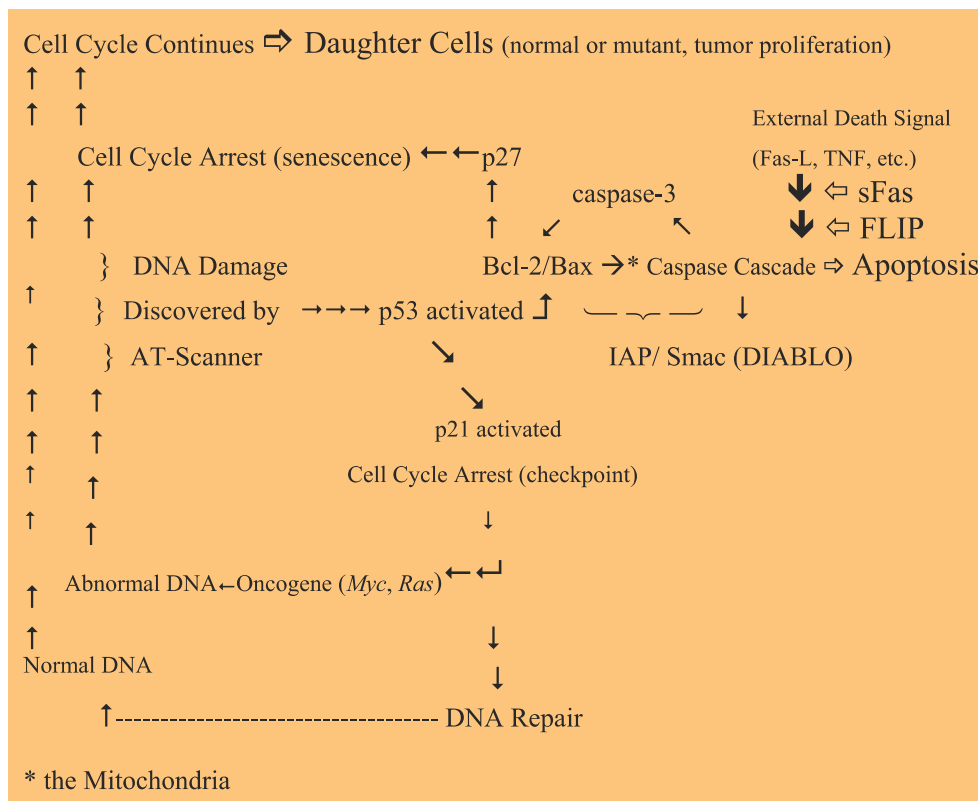 Cell Cycle Continues ⇨ Daughter Cells (normal or mutant, tumor proliferation)
External Death Signal
Cell Cycle Arrest (senescence) ←←p27
(Fas-L, TNF, etc.)
caspase-3
⇦ sFas
⇦ FLIP
} DNA Damage
Bcl-2/Bax →* Caspase Cascade ⇨ Apoptosis
} Discovered by →→→ p53 activated
} AT-Scanner
IAP/ Smac (DIABLO)
p21 activated
Cell Cycle Arrest (checkpoint)
Abnormal DNA←Oncogene (Myc, Ras)
Normal DNA
DNA Repair
* the Mitochondria